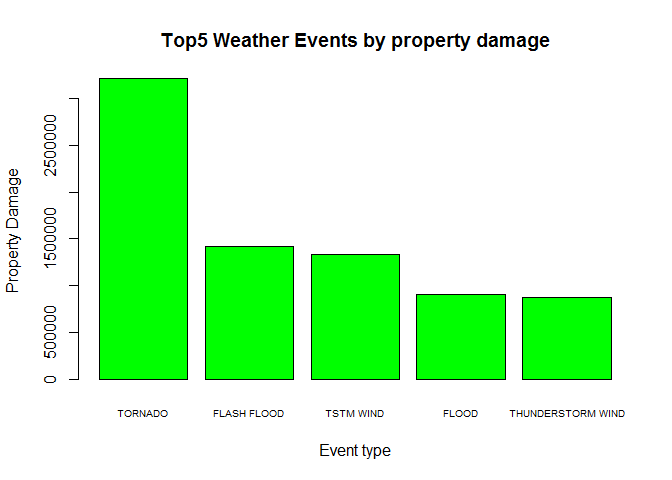 Top5 Weather Events by property damage
Property Damage
2500000
1500000
500000
0
TORNADO
FLASH FLOOD
TSTM WIND
FLOOD
THUNDERSTORM WIND
Event type